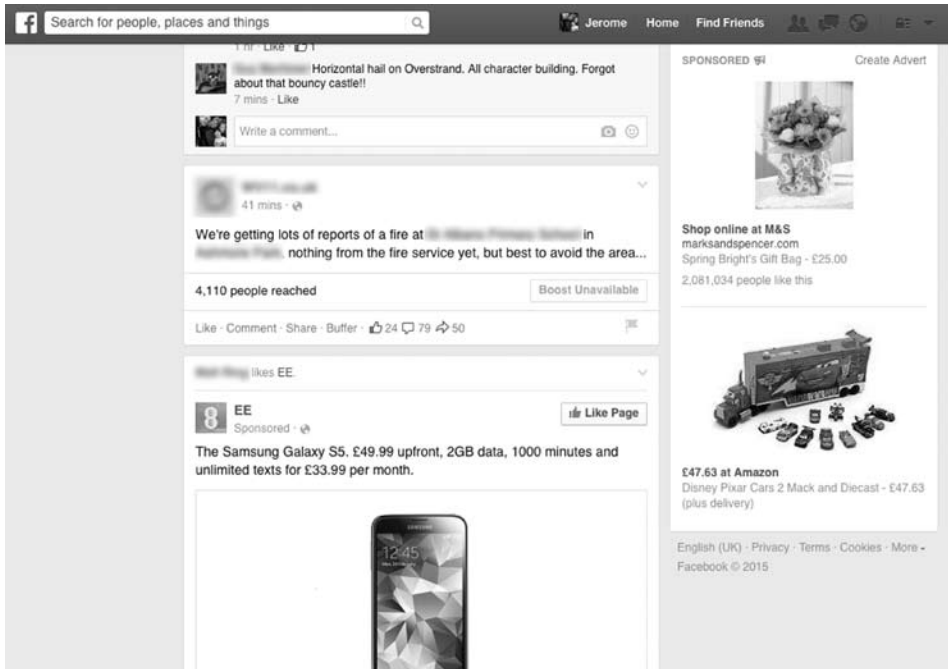 f
Search for people, places and things
Jerome Home Find Friends
1 hr · Like · 1
Horizontal hail on Overstrand. All character building. Forgot
about that bouncy castle!!
7 mins · Like
Write a comment...
41 mins ·
We're getting lots of reports of a fire at in
nothing from the fire service yet, but best to avoid the area...
4,110 people reached
Boost Unavailable
Like · Comment · Share · Buffer · 24 79 50
likes EE.
8
EE
Sponsored ·
Like Page
The Samsung Galaxy S5. £49.99 upfront, 2GB data, 1000 minutes and
unlimited texts for £33.99 per month.
SAMSUNG
12:45
SPONSORED
Create Advert
Shop online at M&S
marksandspencer.com
Spring Bright's Gift Bag - £25.00
2,081,034 people like this
£47.63 at Amazon
Disney Pixar Cars 2 Mack and Diecast - £47.63
(plus delivery)
English (UK) · Privacy · Terms · Cookies · More
Facebook © 2015